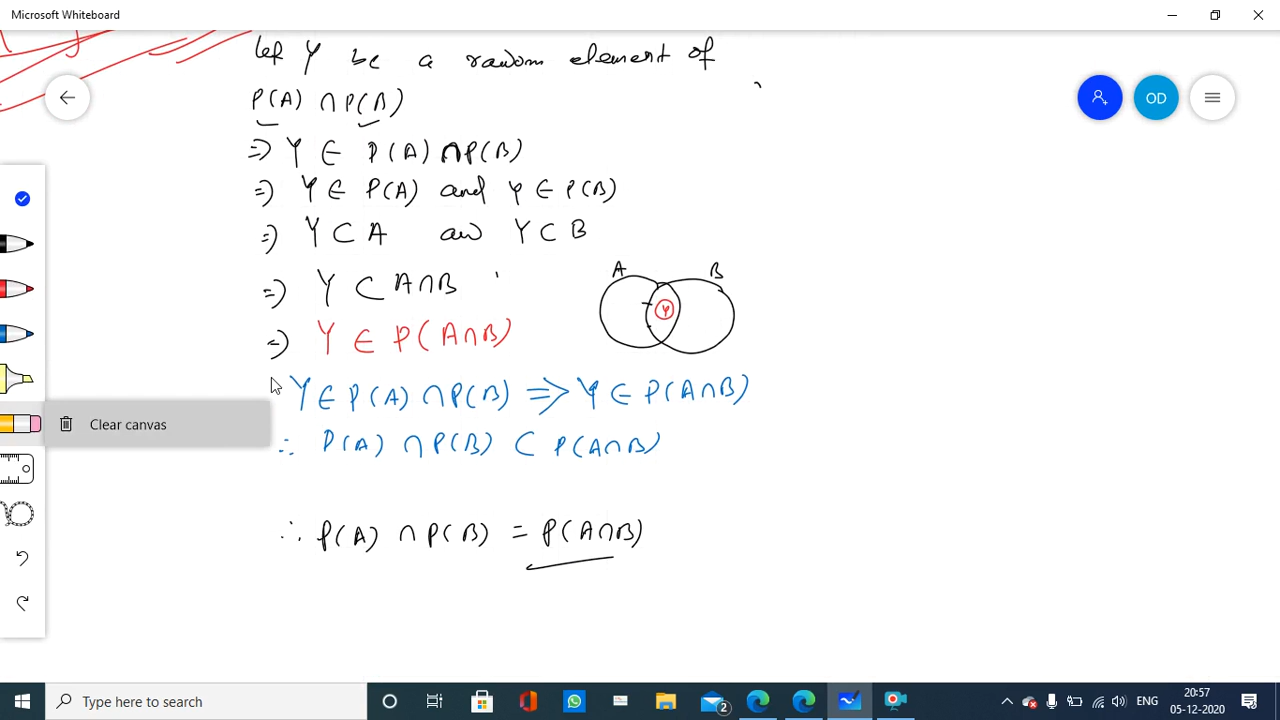 Microsoft Whiteboard
let Y be a random element of
P(A) ∩ P(B)
=> Y ∈ P(A) ∩ P(B)
=> Y ∈ P(A) and Y ∈ P(B)
=> Y ⊂ A and Y ⊂ B
=> Y ⊂ A∩B
=> Y ∈ P(A∩B)
A B
Y
OD
Y ∈ P(A) ∩ P(B) => Y ∈ P(A∩B)
Clear canvas
∴ P(A) ∩ P(B) ⊂ P(A∩B)
∴ P(A) ∩ P(B) = P(A∩B)
Type here to search
2
ENG
20:57
05-12-2020